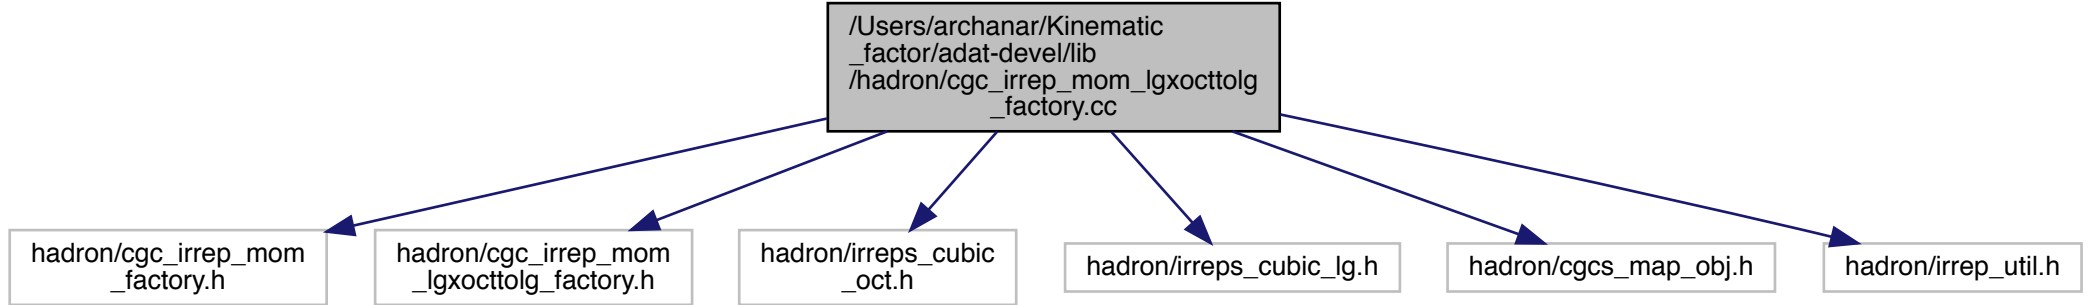 /Users/archanar/Kinematic
_factor/adat-devel/lib
/hadron/cgc_irrep_mom_lgxocttolg
_factory.cc
hadron/cgc_irrep_mom
_factory.h
hadron/cgc_irrep_mom
_lgxocttolg_factory.h
hadron/irreps_cubic
_oct.h
hadron/irreps_cubic_lg.h
hadron/cgcs_map_obj.h
hadron/irrep_util.h